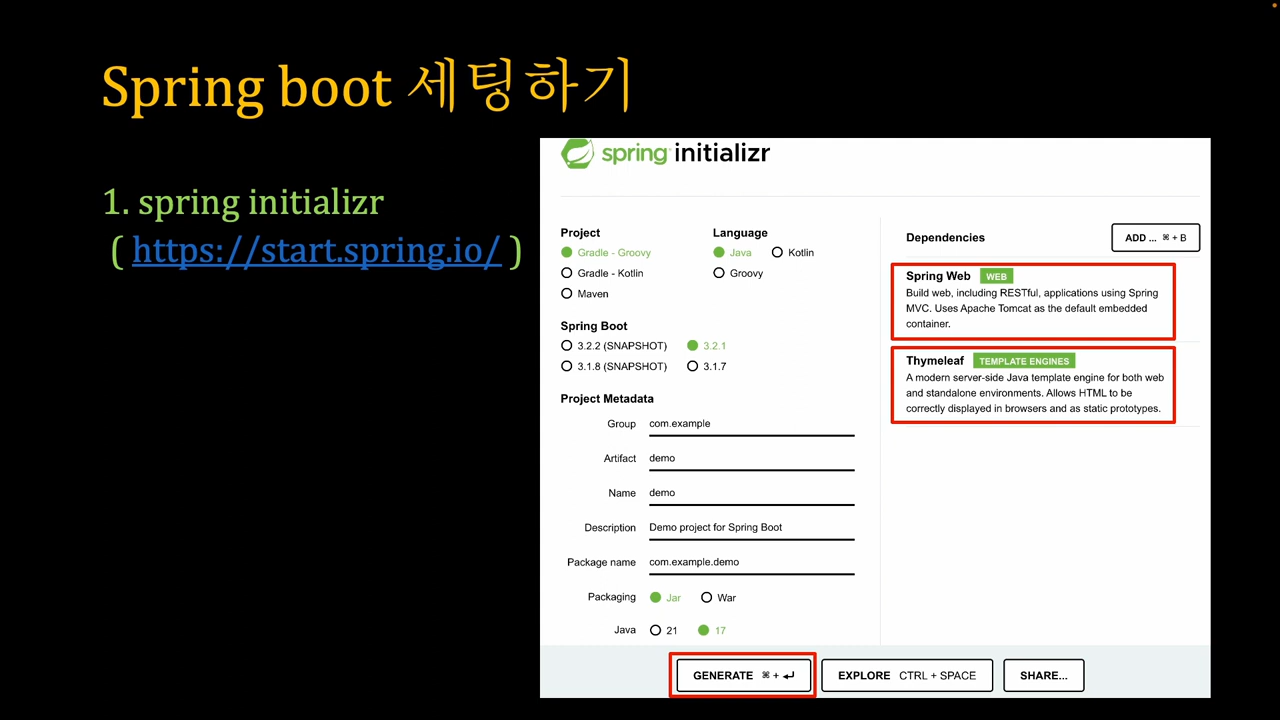 Spring boot 세팅하기
1. spring initializr
( https://start.spring.io/ )
spring initializr
Project
Gradle - Groovy
Gradle - Kotlin
Maven
Language
Java Kotlin
Groovy
Spring Boot
3.2.2 (SNAPSHOT) 3.2.1
3.1.8 (SNAPSHOT) 3.1.7
Project Metadata
Group com.example
Artifact demo
Name demo
Description Demo project for Spring Boot
Package name com.example.demo
Packaging Jar War
Java 21 17
Dependencies
ADD ... ⌘ + B
Spring Web WEB
Build web, including RESTful, applications using Spring
MVC. Uses Apache Tomcat as the default embedded
container.
Thymeleaf TEMPLATE ENGINES
A modern server-side Java template engine for both web
and standalone environments. Allows HTML to be
correctly displayed in browsers and as static prototypes.
GENERATE ⌘ + ↵ EXPLORE CTRL + SPACE SHARE...